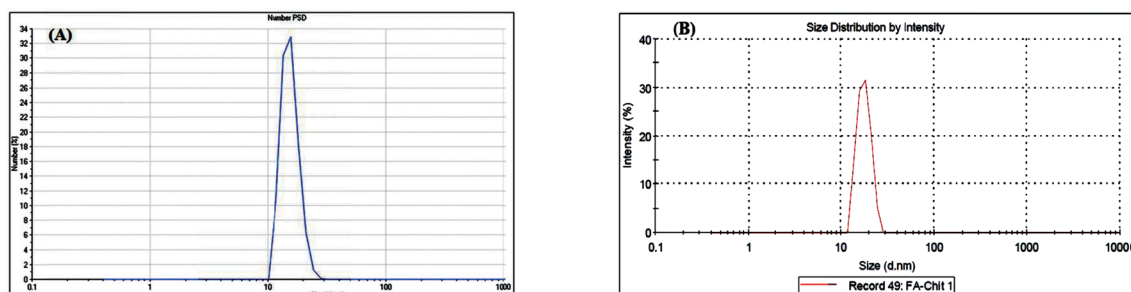 Number PSD
(A)
34
32
30
28
26
24
22
20
18
16
14
12
10
8
6
4
2
0
Number (%)
0.1 1 10 100 1000
(B)
Size Distribution by Intensity
40
30
20
10
0
Intensity (%)
0.1 1 10 100 1000 10000
Size (d.nm)
Record 49: FA-Chit 1